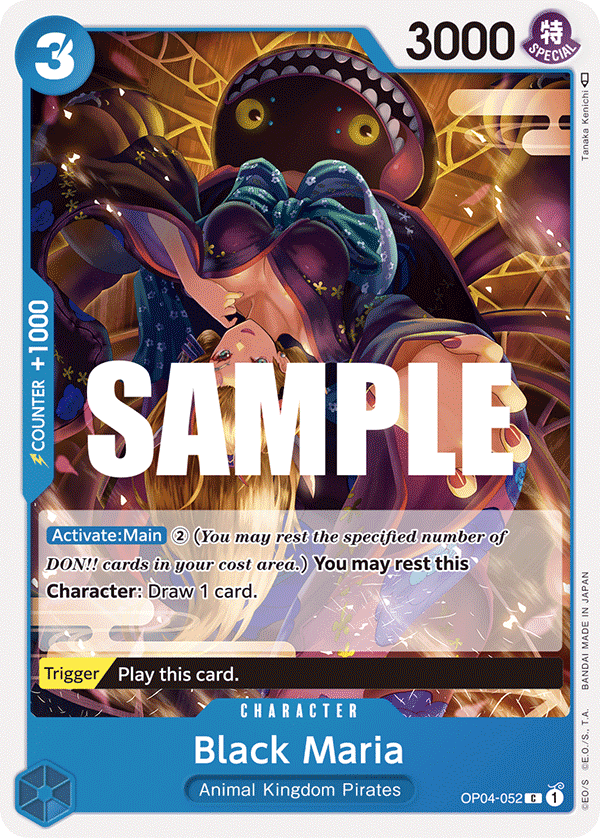 3
3000
特
SPECIAL
Tanaka Kenichi
COUNTER +1000
SAMPLE
Activate:Main ② (You may rest the specified number of
DON!! cards in your cost area.) You may rest this
Character: Draw 1 card.
Trigger Play this card.
CHARACTER
Black Maria
Animal Kingdom Pirates
OP04-052 C 1
©E.O/S ©E.O./S., T.A. BANDAI MADE IN JAPAN